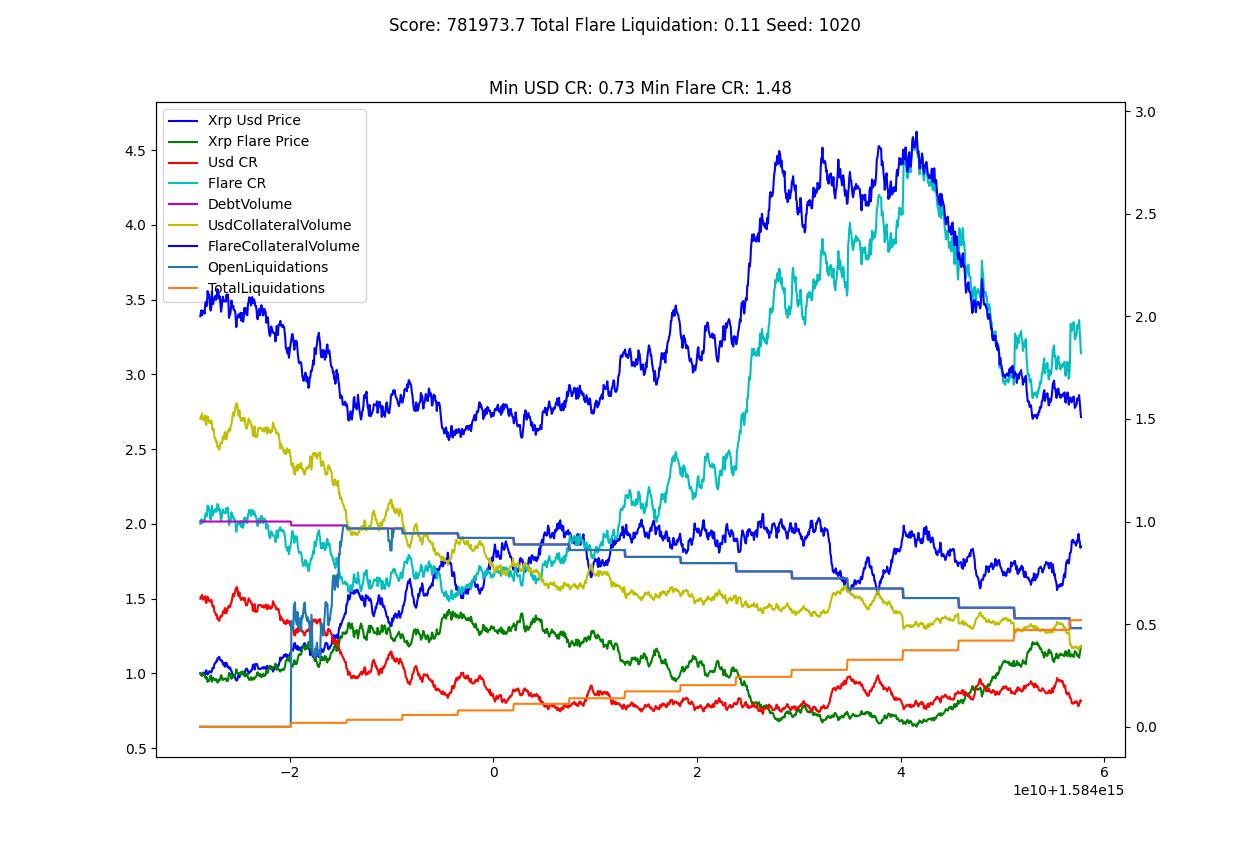 Score: 781973.7 Total Flare Liquidation: 0.11 Seed: 1020
Min USD CR: 0.73 Min Flare CR: 1.48
Xrp Usd Price
Xrp Flare Price
Usd CR
Flare CR
DebtVolume
UsdCollateralVolume
FlareCollateralVolume
OpenLiquidations
TotalLiquidations
4.5
4.0
3.5
3.0
2.5
2.0
1.5
1.0
0.5
3.0
2.5
2.0
1.5
1.0
0.5
0.0
−2
0
2
4
6
1e10+1.584e15